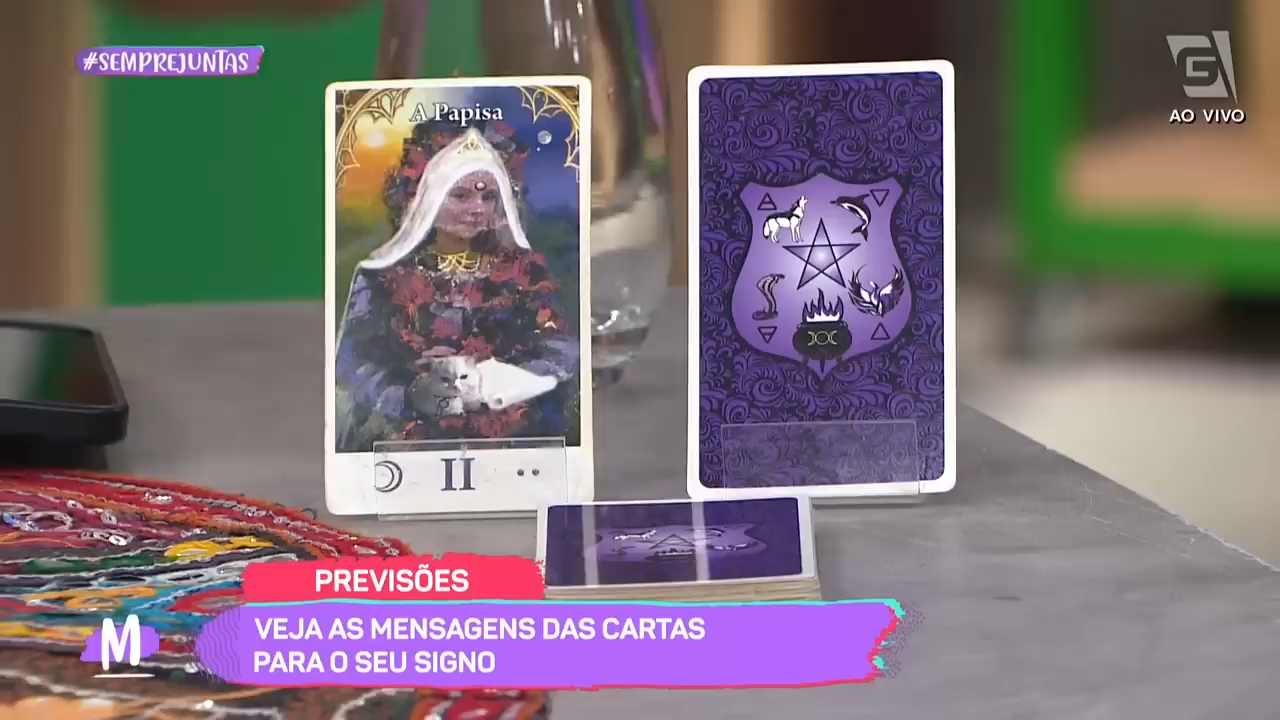 #SEMPREJUNTAS
G
AO VIVO
A Papisa
II
PREVISÕES
M
VEJA AS MENSAGENS DAS CARTAS
PARA O SEU SIGNO